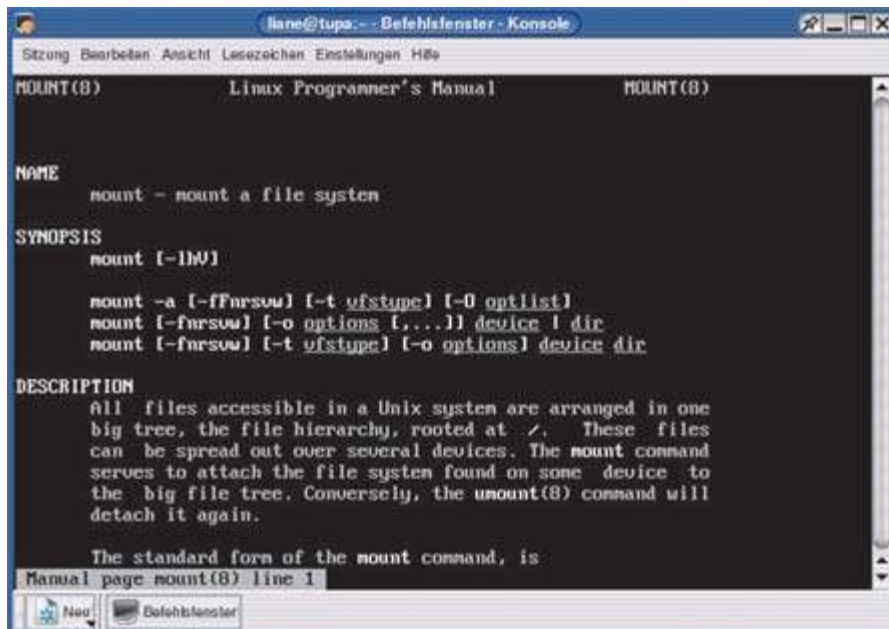 liane@tupa:~ - Befehlsfenster - Konsole
Sitzung Bearbeiten Ansicht Lesezeichen Einstellungen Hilfe
MOUNT(8) Linux Programmer's Manual MOUNT(8)
NAME
mount - mount a file system
SYNOPSIS
mount [-lhV]
mount -a [-fFnrsvw] [-t vfstype] [-O optlist]
mount [-fnrsvw] [-o options [,...]] device | dir
mount [-fnrsvw] [-t vfstype] [-o options] device dir
DESCRIPTION
All files accessible in a Unix system are arranged in one
big tree, the file hierarchy, rooted at /. These files
can be spread out over several devices. The mount command
serves to attach the file system found on some device to
the big file tree. Conversely, the umount(8) command will
detach it again.
The standard form of the mount command, is
Manual page mount(8) line 1
Neu Befehlsfenster